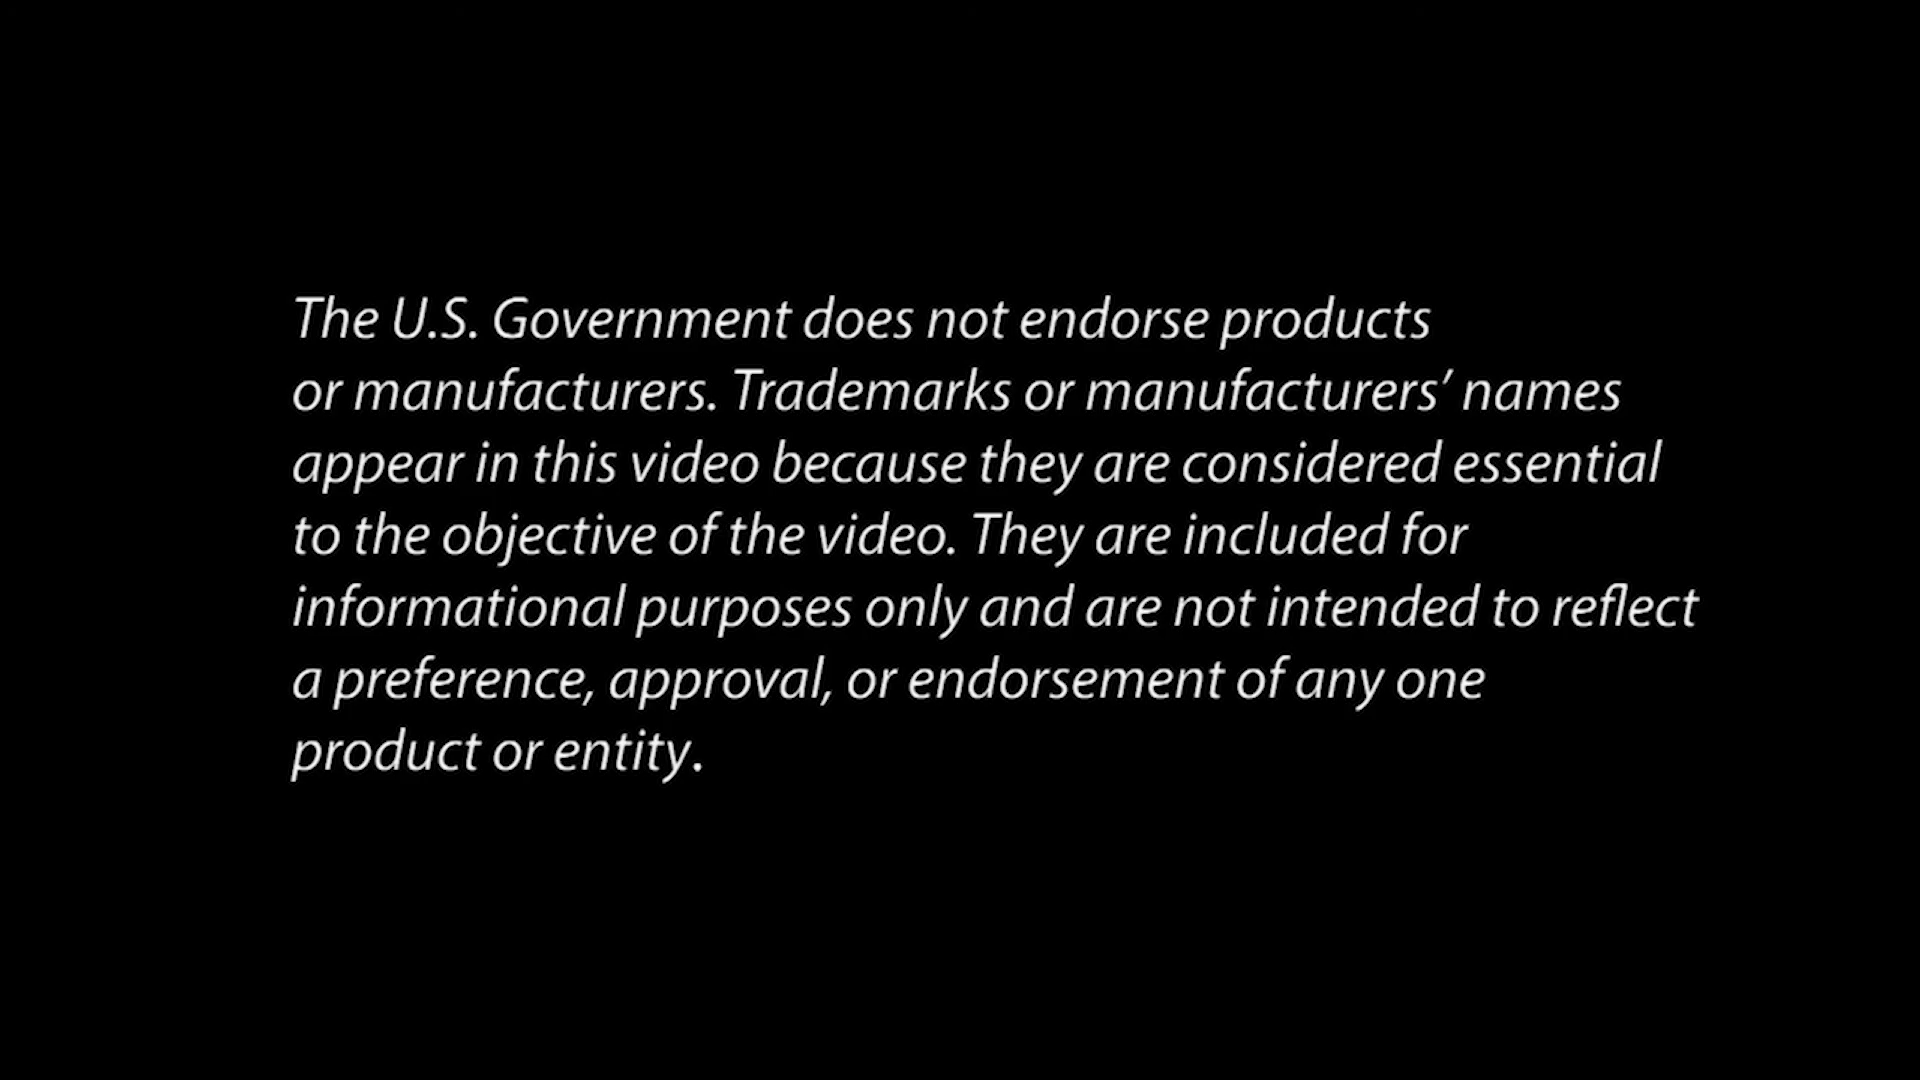 The U.S. Government does not endorse products
or manufacturers. Trademarks or manufacturers’ names
appear in this video because they are considered essential
to the objective of the video. They are included for
informational purposes only and are not intended to reflect
a preference, approval, or endorsement of any one
product or entity.